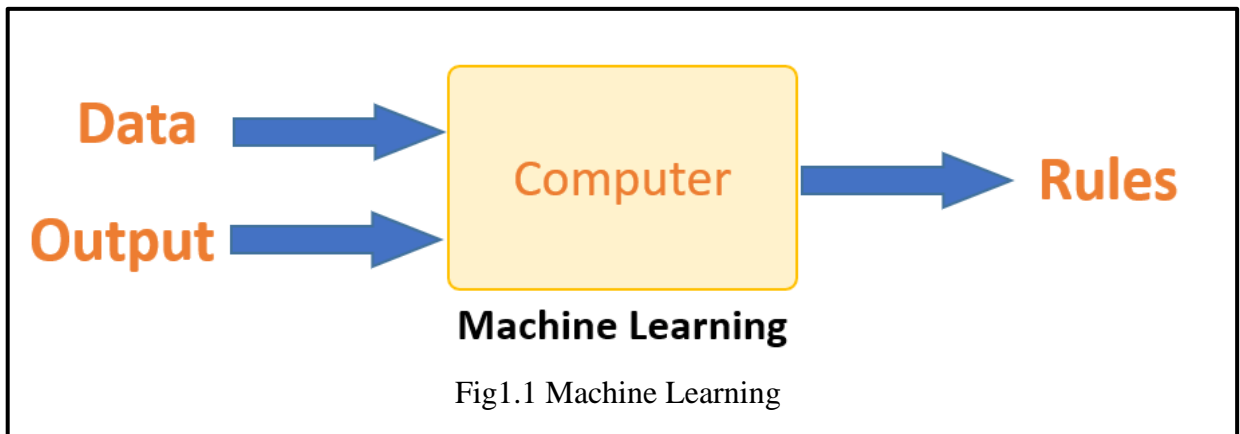 Data
Output
Computer
Rules
Machine Learning
Fig1.1 Machine Learning